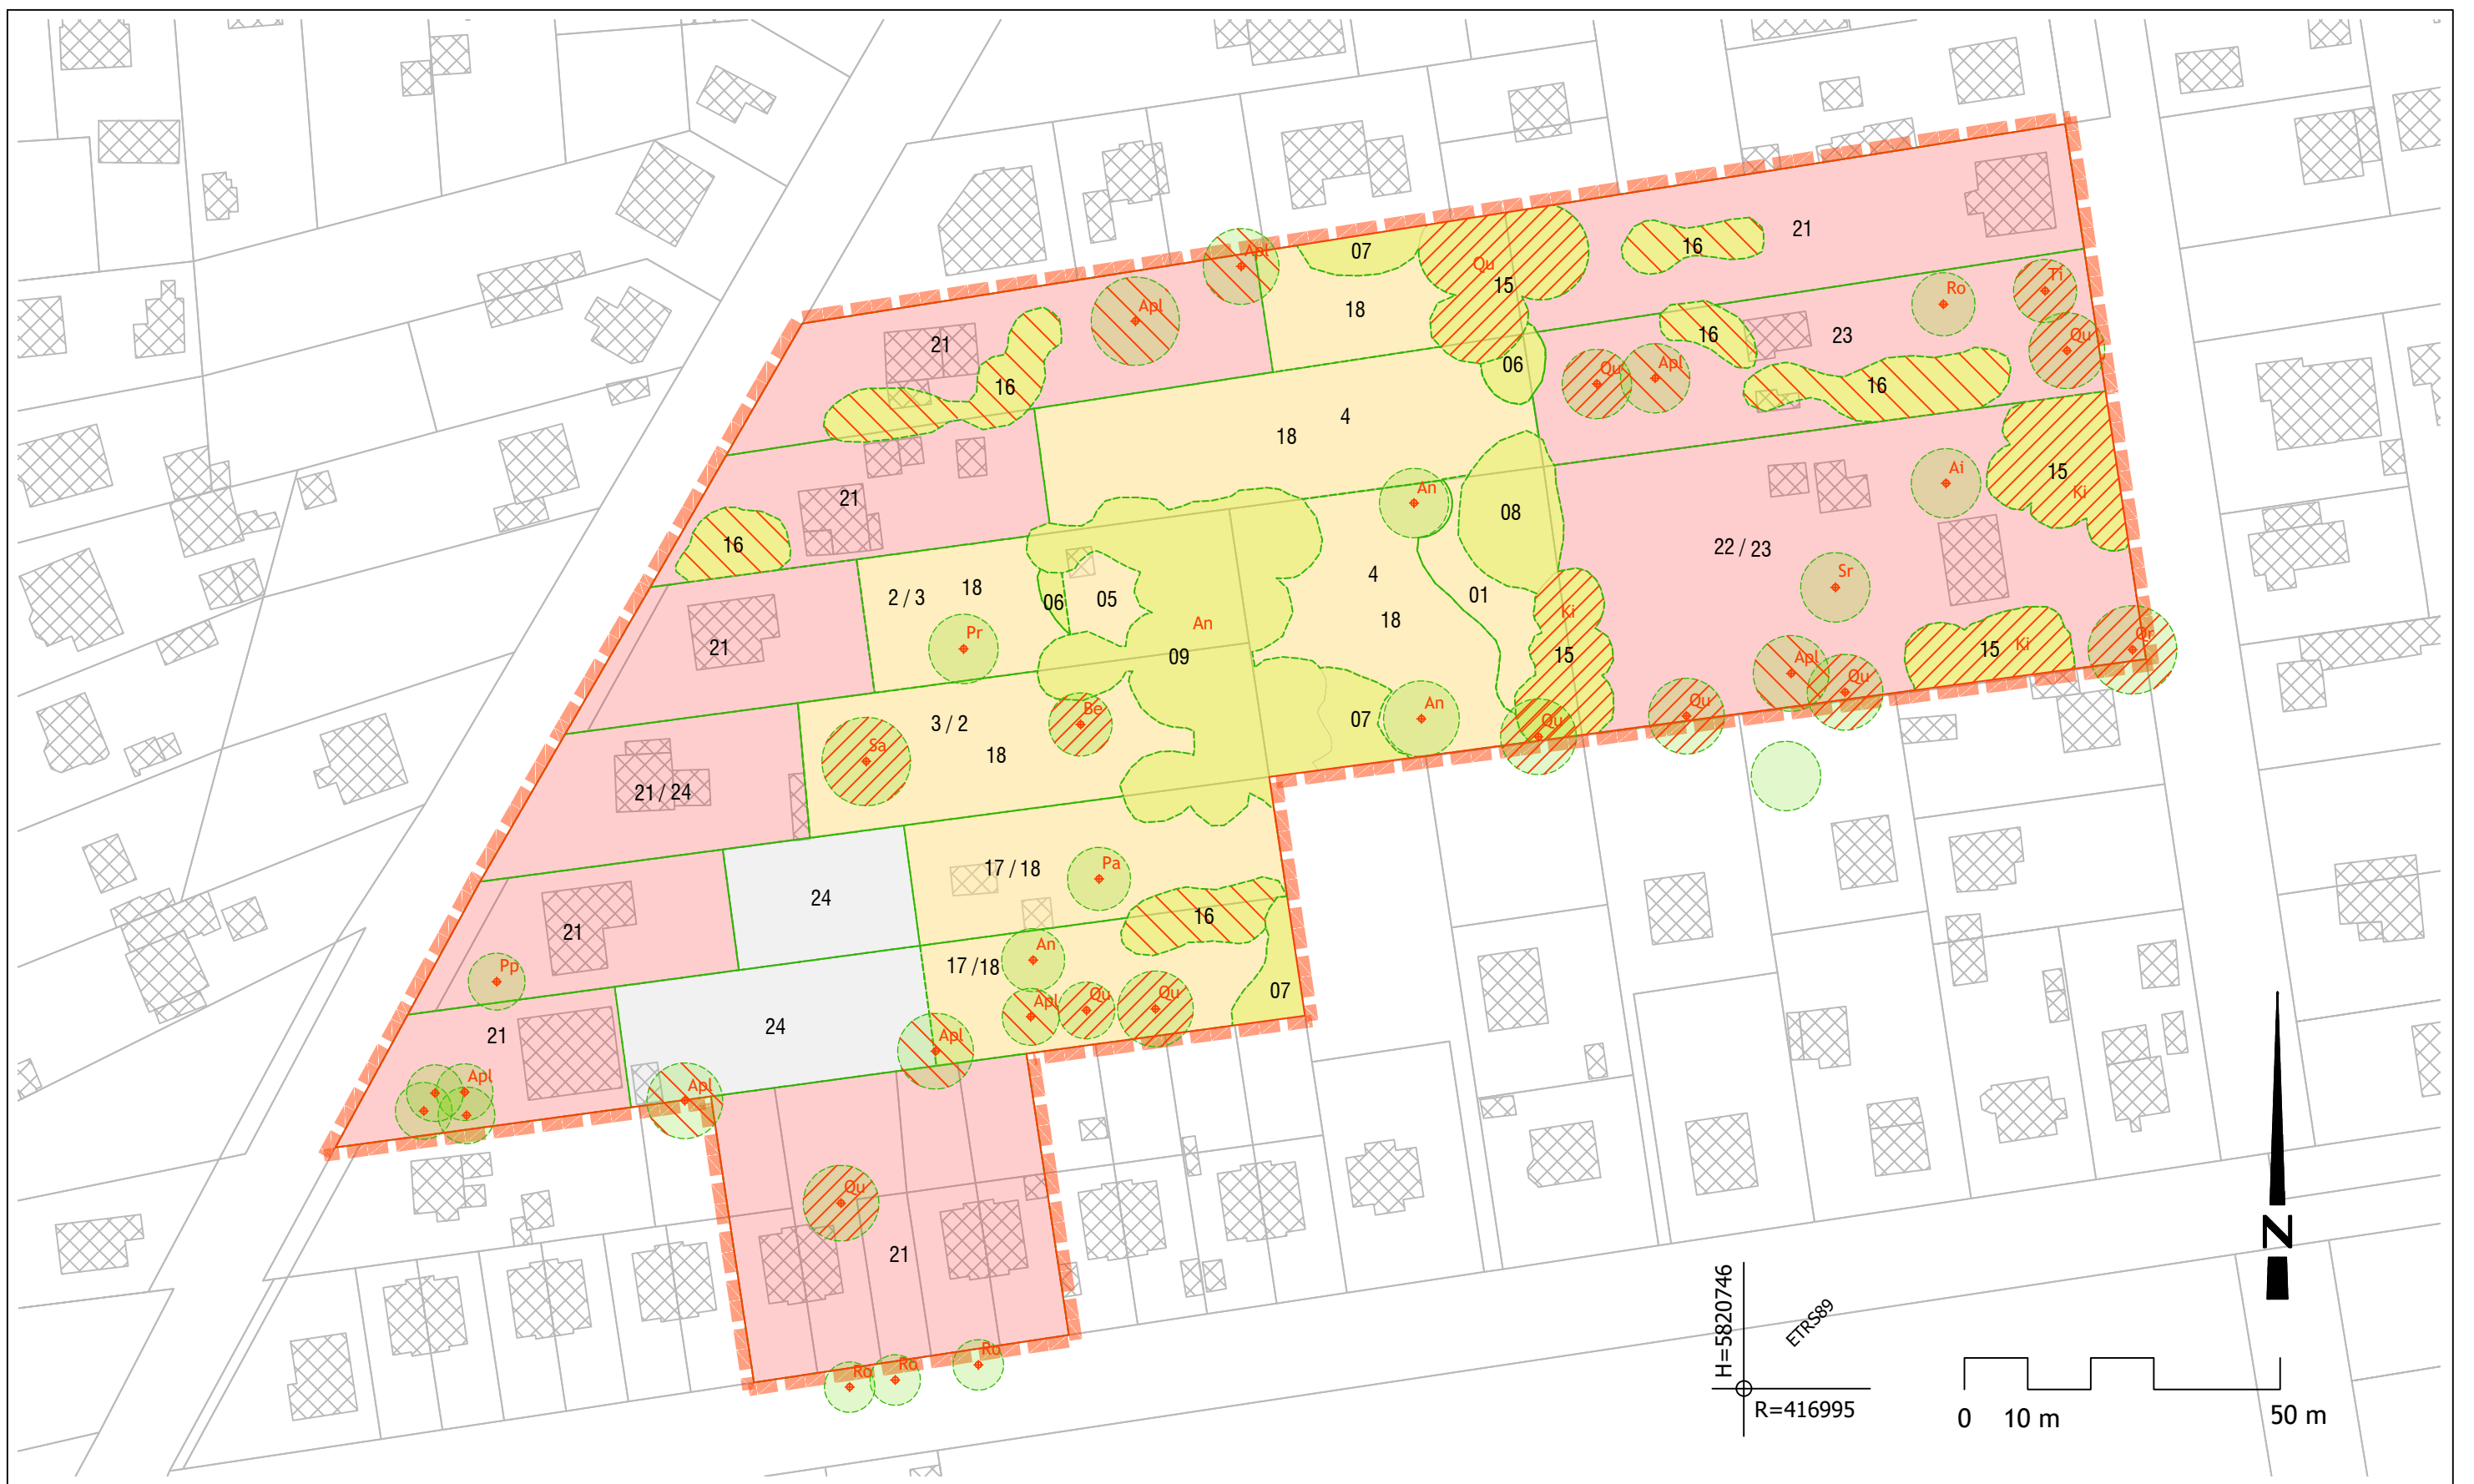 Apl
07
21
Qu
16
15
18
Apl
Ti
Ro
Qu
23
16
06
21
Qu
Apl
16
16
4
18
Ai
15
Ki
An
21
08
16
22 / 23
4
Sr
2 / 3
18
06
05
01
Ki
An
18
Pr
21
Or
15
Ki
09
15
Apl
Qu
An
Be
07
Qu
Qu
3 / 2
Sa
18
21 / 24
Pa
17 / 18
24
16
21
An
Pp
17 / 18
07
Apl
Qu
Qu
24
21
Apl
Apl
Apl
Qu
21
Ro
Ro
Ro
N
H=5820746
ETRS89
R=416995
0 10 m 50 m